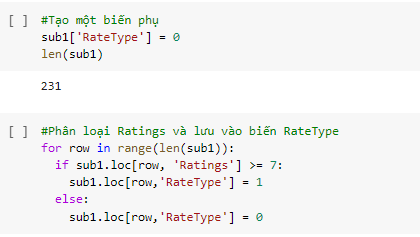 [ ] #Tạo một biến phụ
sub1['RateType'] = 0
len(sub1)
231
[ ] #Phân loại Ratings và lưu vào biến RateType
for row in range(len(sub1)):
  if sub1.loc[row, 'Ratings'] >= 7:
    sub1.loc[row,'RateType'] = 1
  else:
    sub1.loc[row,'RateType'] = 0